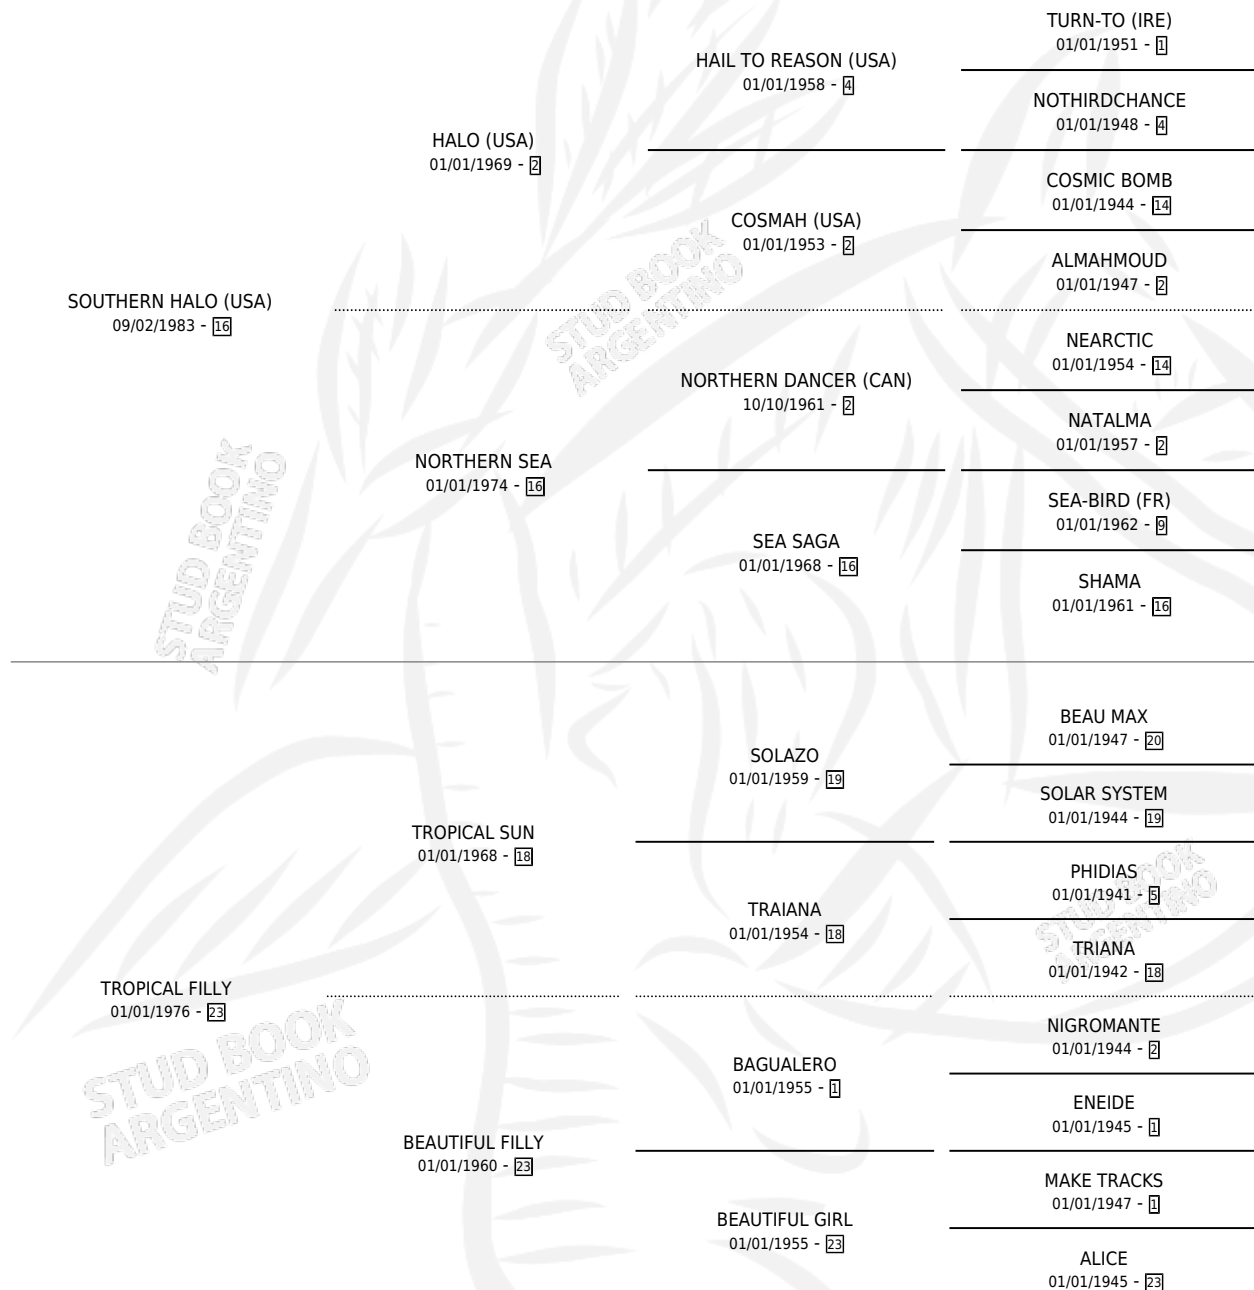 TURN-TO (IRE)
01/01/1951 - 1
HAIL TO REASON (USA)
01/01/1958 - 4
NOTHIRDCHANCE
01/01/1948 - 4
HALO (USA)
01/01/1969 - 2
COSMIC BOMB
01/01/1944 - 14
COSMAH (USA)
01/01/1953 - 2
ALMAHMOUD
01/01/1947 - 2
SOUTHERN HALO (USA)
09/02/1983 - 16
NEARCTIC
01/01/1954 - 14
NORTHERN DANCER (CAN)
10/10/1961 - 2
NATALMA
01/01/1957 - 2
NORTHERN SEA
01/01/1974 - 16
SEA-BIRD (FR)
01/01/1962 - 9
SEA SAGA
01/01/1968 - 16
SHAMA
01/01/1961 - 16
BEAU MAX
01/01/1947 - 20
SOLAZO
01/01/1959 - 19
SOLAR SYSTEM
01/01/1944 - 19
TROPICAL SUN
01/01/1968 - 18
PHIDIAS
01/01/1941 - 5
TRAIANA
01/01/1954 - 18
TRIANA
01/01/1942 - 18
TROPICAL FILLY
01/01/1976 - 23
NIGROMANTE
01/01/1944 - 2
BAGUALERO
01/01/1955 - 1
ENEIDE
01/01/1945 - 1
BEAUTIFUL FILLY
01/01/1960 - 23
MAKE TRACKS
01/01/1947 - 1
BEAUTIFUL GIRL
01/01/1955 - 23
ALICE
01/01/1945 - 23
STUD BOOK
ARGENTINO
STUD BOOK
ARGENTINO
STUD BOOK
ARGENTINO
STUD BOOK
ARGENTINO